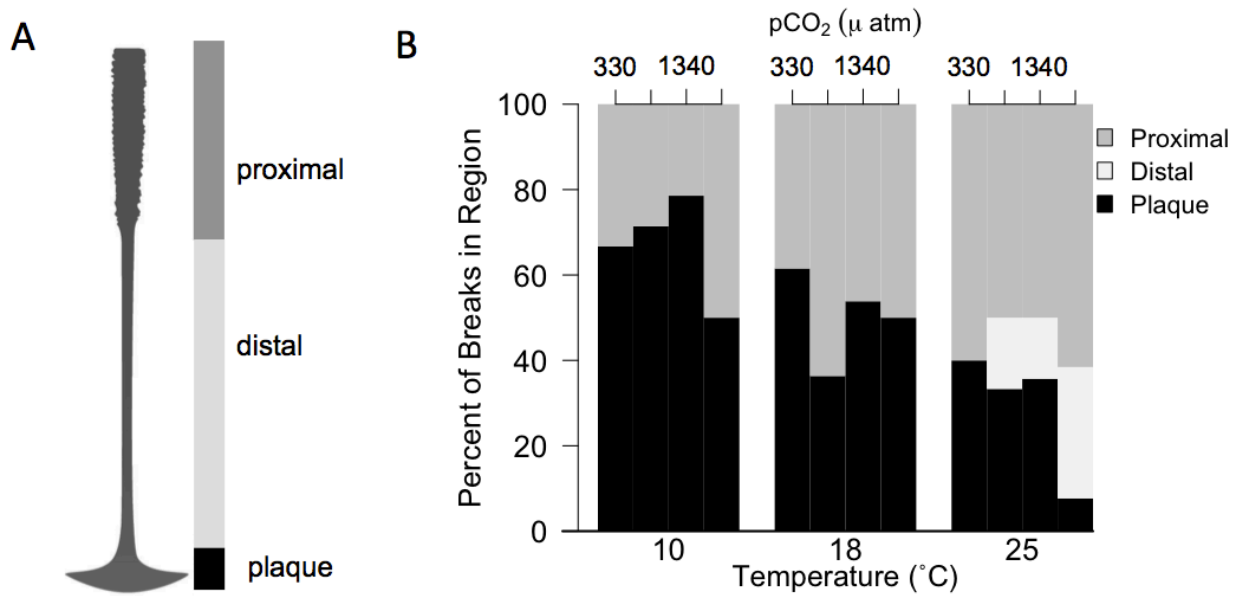 A
proximal
distal
plaque
B
pCO2 (μ atm)
330 1340 330 1340 330 1340
Percent of Breaks in Region
100
80
60
40
20
0
10 18 25
Temperature (˚C)
Proximal
Distal
Plaque